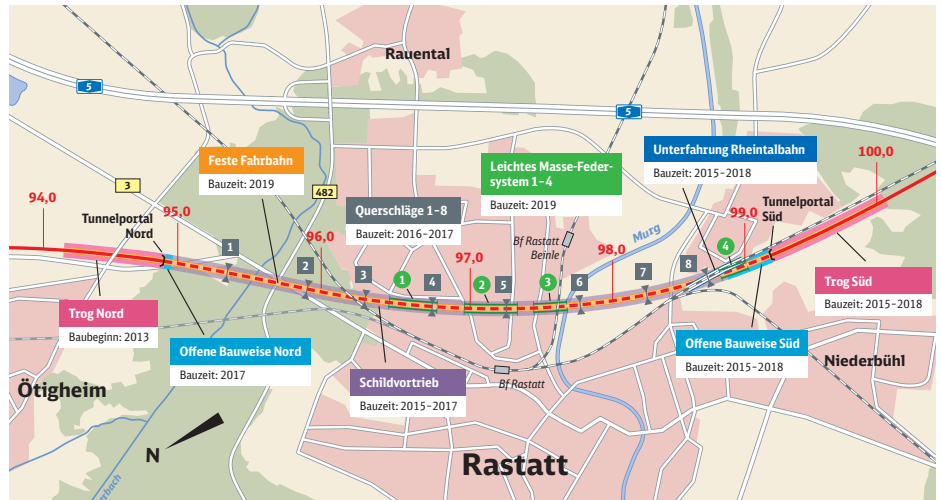 Rauental
5
5
Feste Fahrbahn
Bauzeit: 2019
Leichtes Masse-Feder-
system 1–4
Bauzeit: 2019
Unterfahrung Rheintalbahn
Bauzeit: 2015–2018
100,0
3
482
94,0
Tunnelportal
Nord
95,0
Querschläge 1–8
Bauzeit: 2016–2017
96,0
97,0
98,0
99,0
Tunnelportal
Süd
Murg
Bf Rastatt
Beinle
1
2
3
4
5
6
7
8
1
2
3
4
Trog Nord
Baubeginn: 2013
Offene Bauweise Nord
Bauzeit: 2017
Schildvortrieb
Bauzeit: 2015–2017
Bf Rastatt
Offene Bauweise Süd
Bauzeit: 2015–2018
Trog Süd
Bauzeit: 2015–2018
Niederbühl
Ötigheim
N
Rastatt